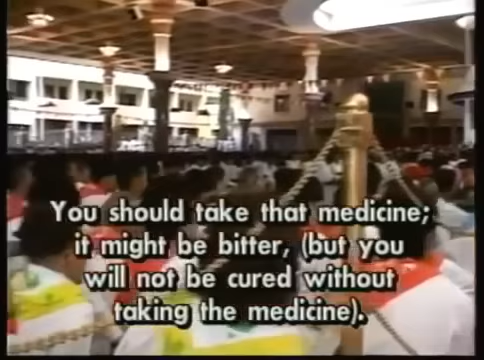 You should take that medicine;
it might be bitter, (but you
will not be cured without
taking the medicine).